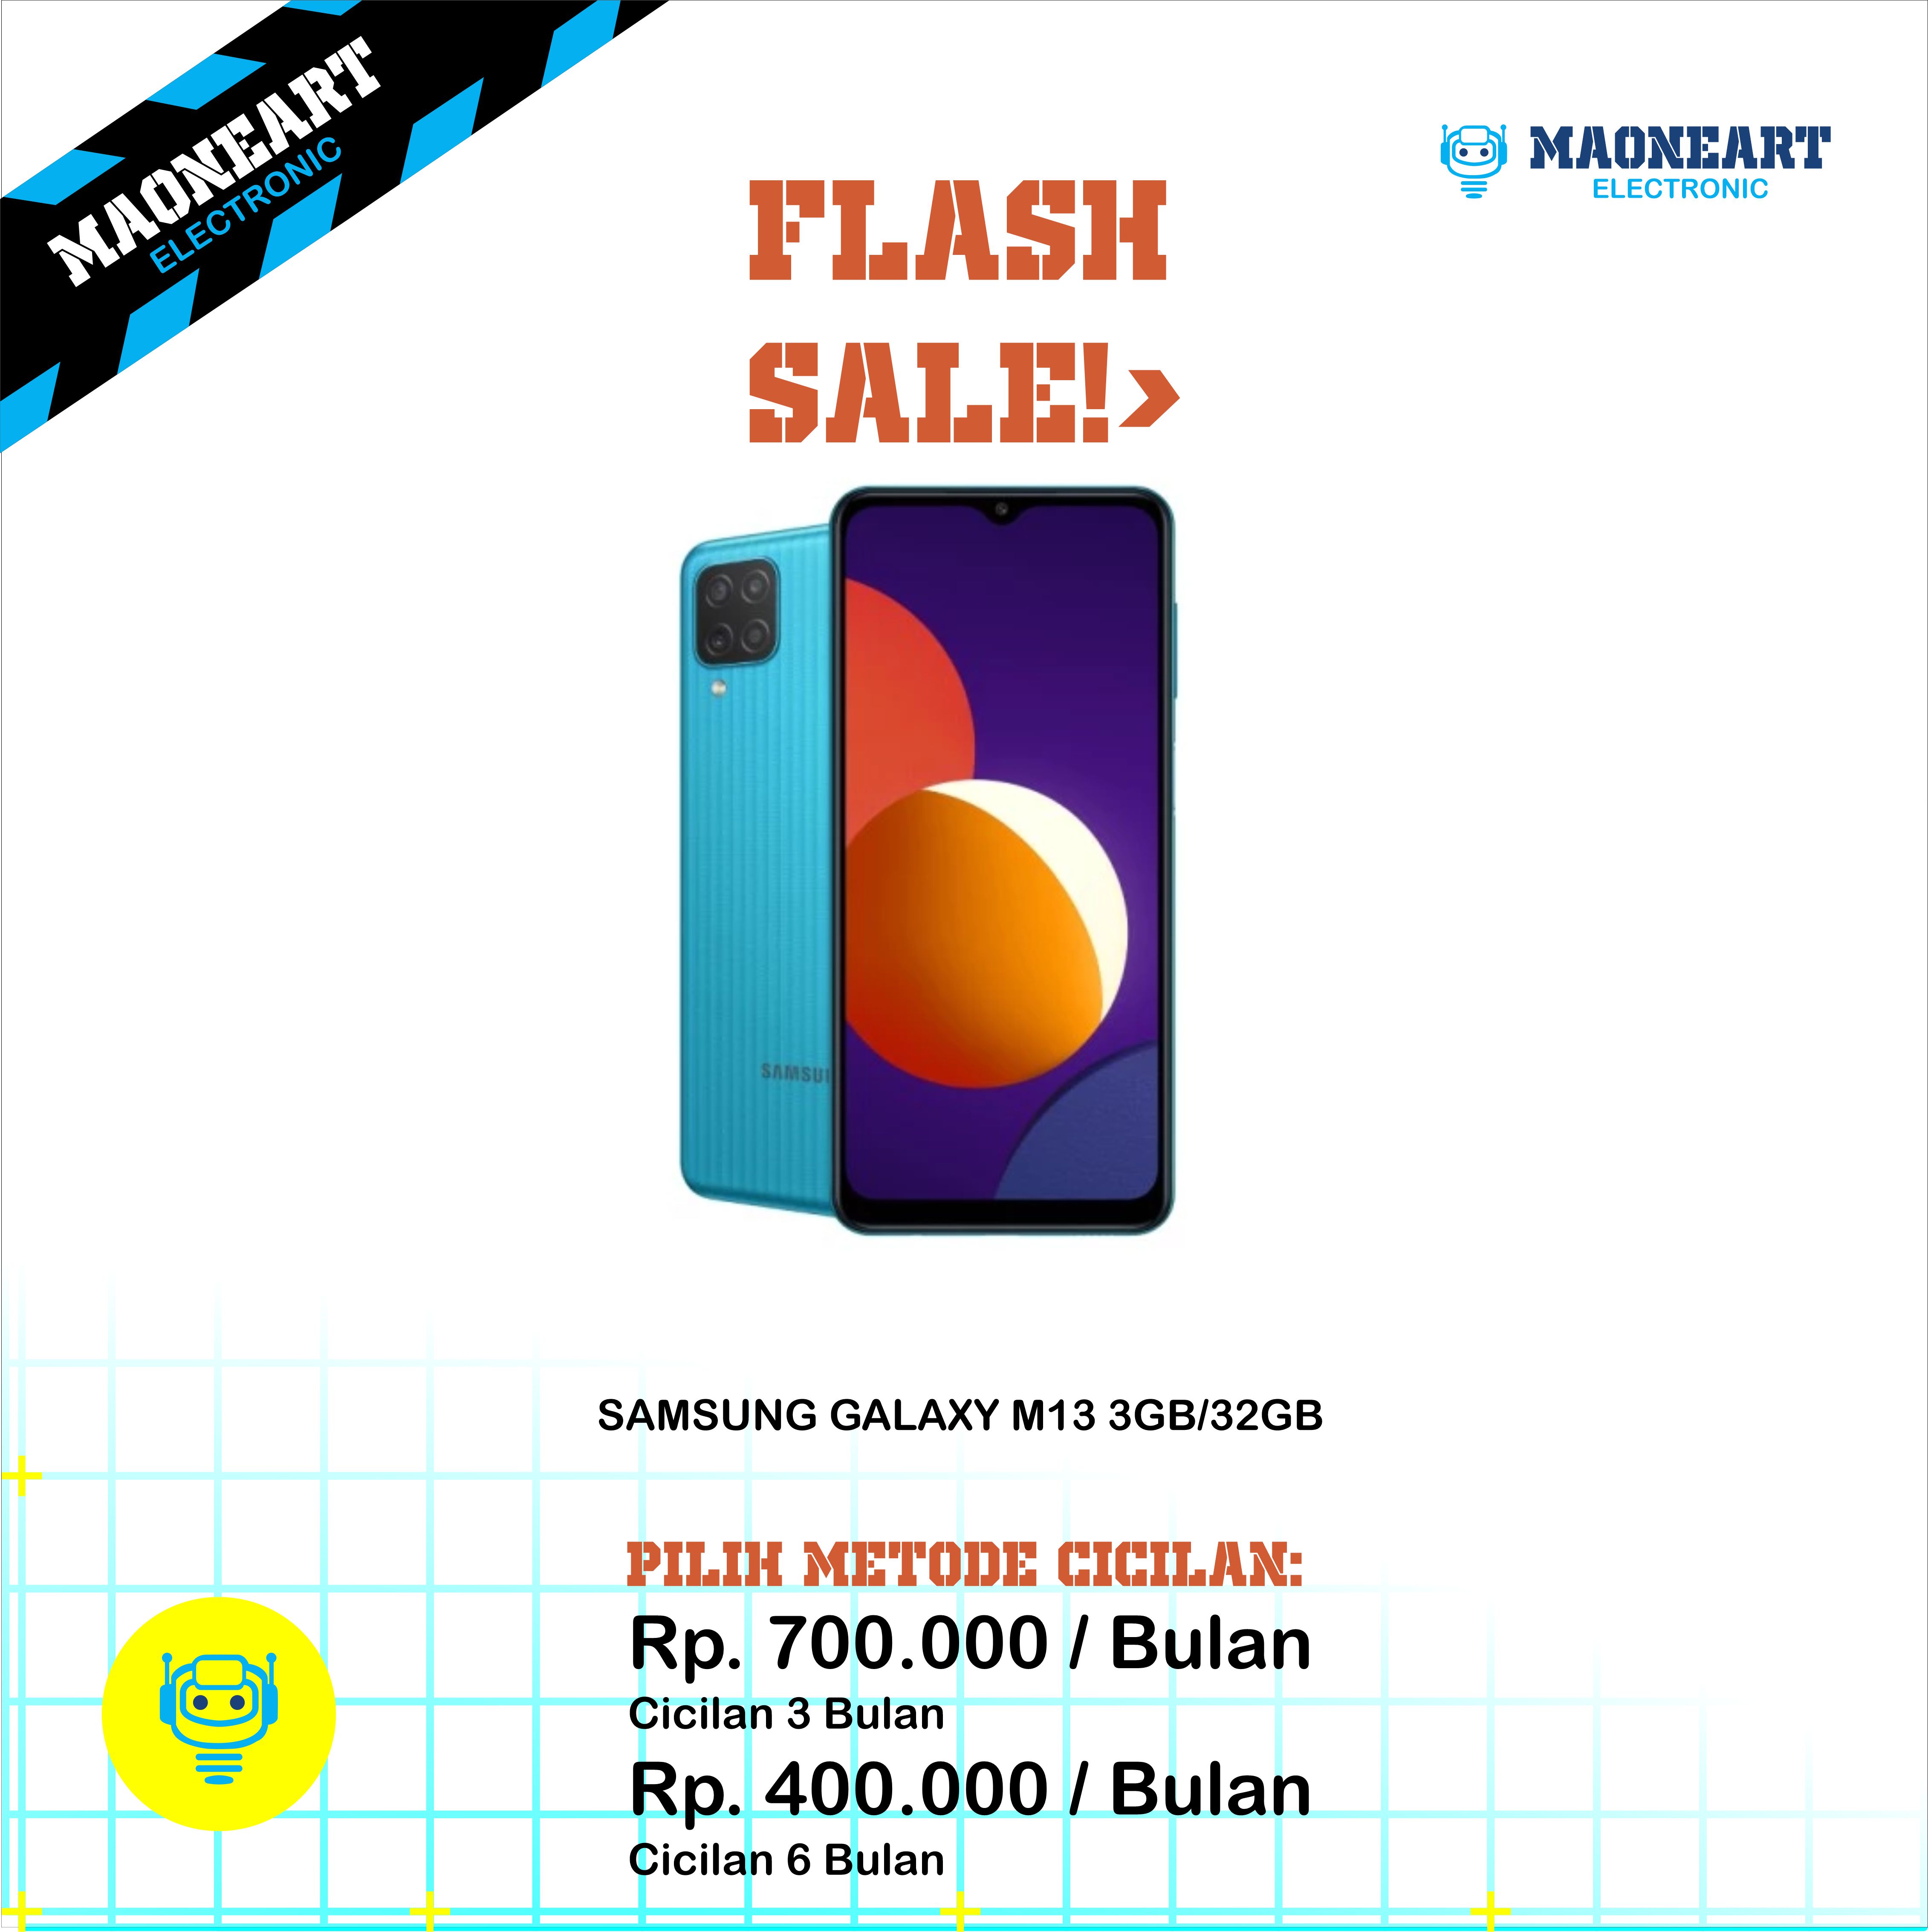 MAONEART
ELECTRONIC
MAONEART
ELECTRONIC
FLASH
SALE!>
SAMSU
SAMSUNG GALAXY M13 3GB/32GB
PILIH METODE CICILAN:
Rp. 700.000 / Bulan
Cicilan 3 Bulan
Rp. 400.000 / Bulan
Cicilan 6 Bulan